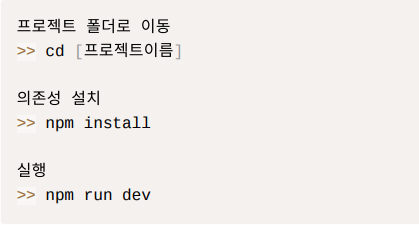 프로젝트 폴더로 이동
>> cd [프로젝트이름]
의존성 설치
>> npm install
실행
>> npm run dev